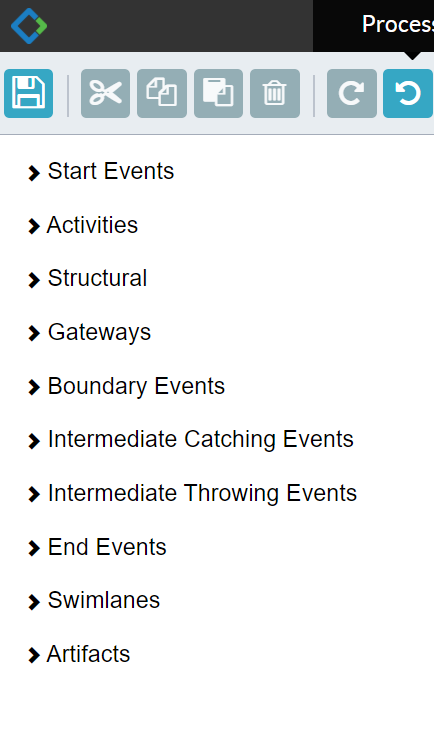 Process
Start Events
Activities
Structural
Gateways
Boundary Events
Intermediate Catching Events
Intermediate Throwing Events
End Events
Swimlanes
Artifacts